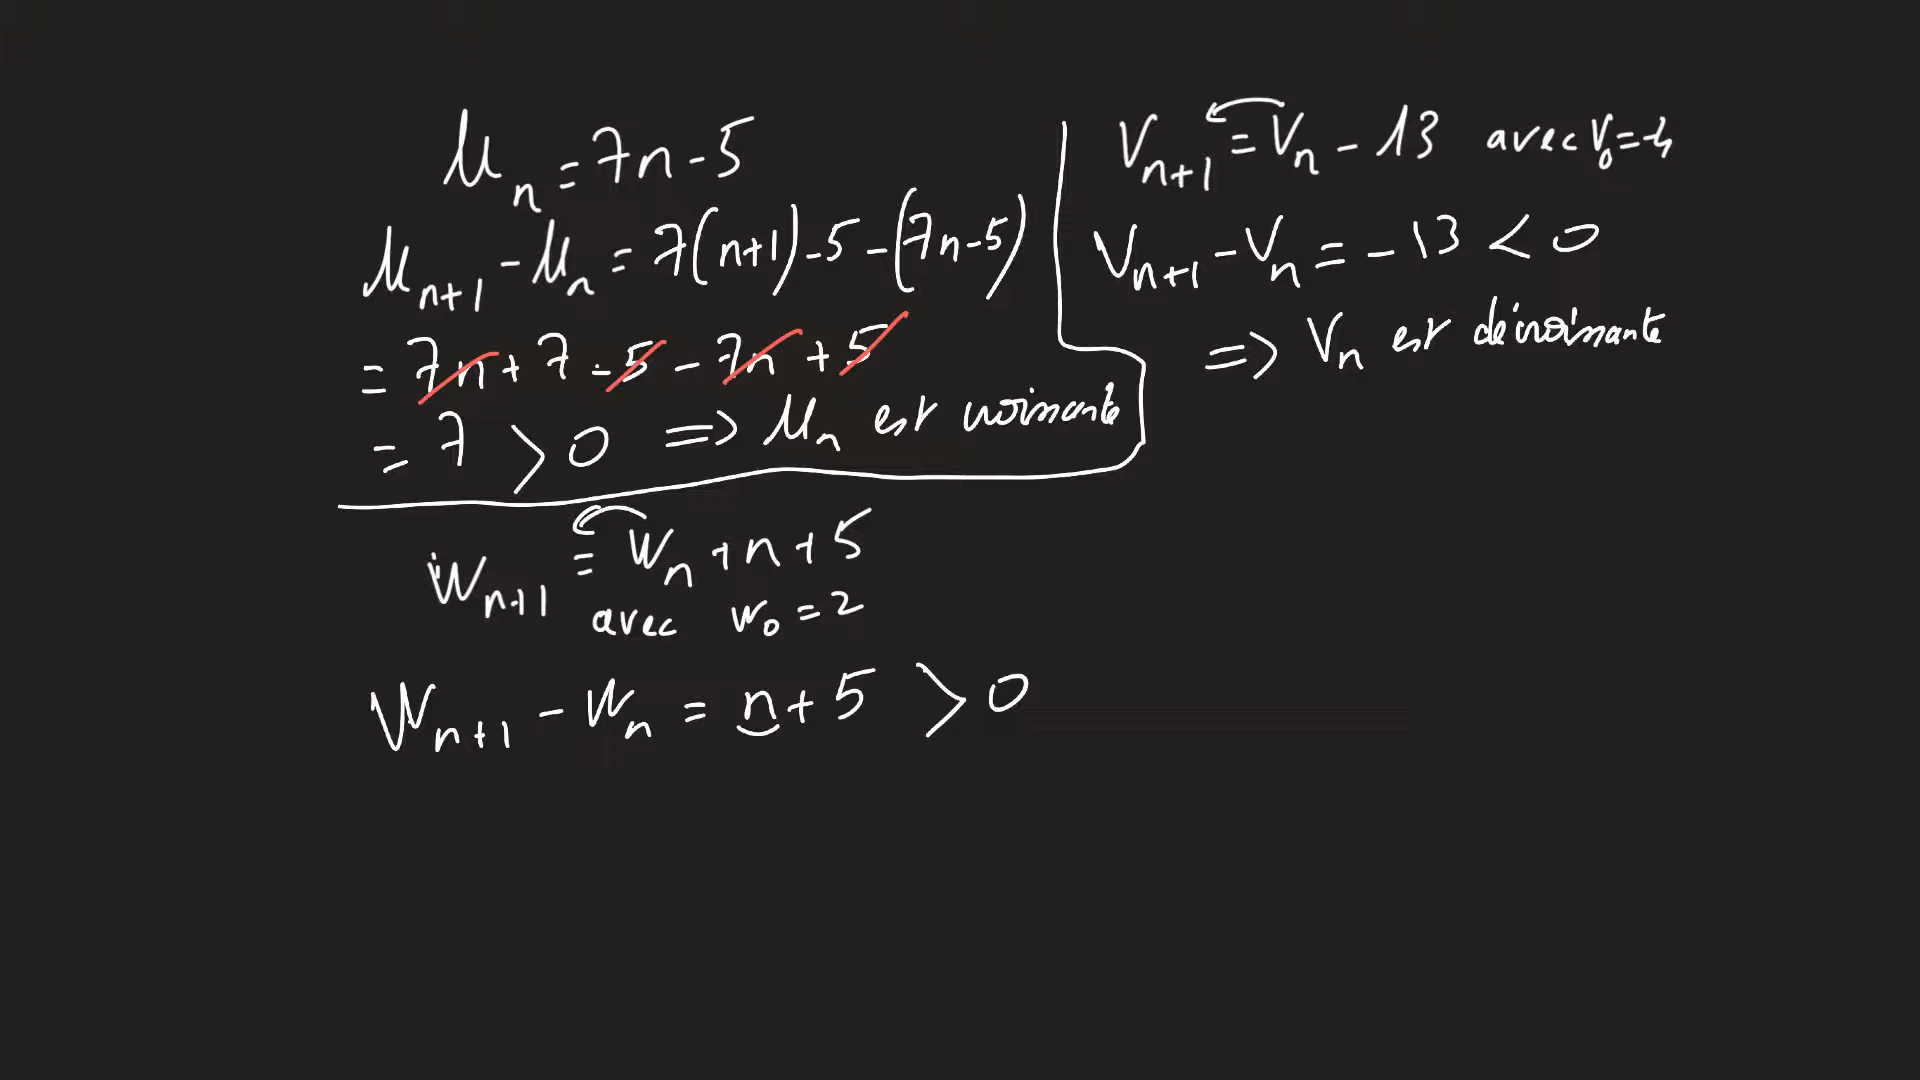 Un = 7n - 5
Un+1 - Un = 7(n+1) - 5 - (7n - 5)
= 7n + 7 - 5 - 7n + 5
= 7 > 0 => Un est croissante
Vn+1 = Vn - 13 avec V0 = -4
Vn+1 - Vn = -13 < 0
=> Vn est décroissante
Wn+1 = Wn + n + 5
avec W0 = 2
Wn+1 - Wn = n + 5 > 0